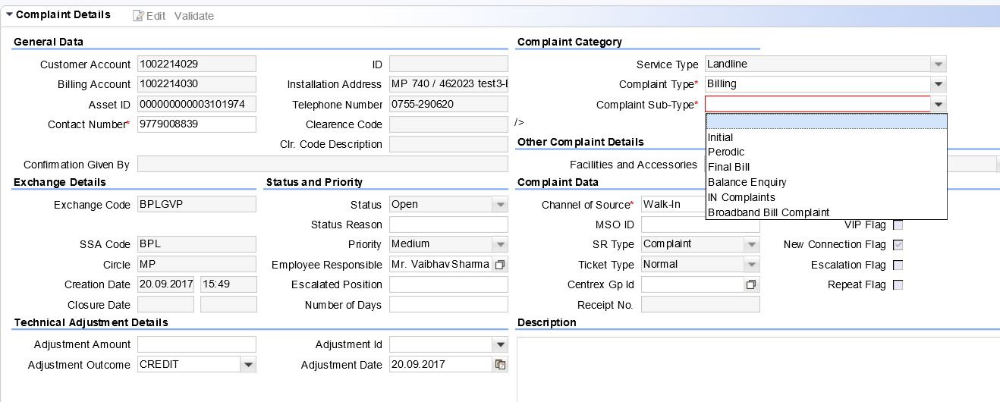 Complaint Details Edit Validate
General Data Complaint Category
Customer Account 1002214029 ID Service Type Landline
Billing Account 1002214030 Installation Address MP 740 / 462023 test3-E Complaint Type* Billing
Asset ID 000000000003101974 Telephone Number 0755-290620 Complaint Sub-Type*
Contact Number* 9779008839 Clearence Code />
Initial
Clr. Code Description Other Complaint Details
Perodic
Confirmation Given By Facilities and Accessories Final Bill
Exchange Details Status and Priority Complaint Data Balance Enquiry
IN Complaints
Exchange Code BPLGVP Status Open Channel of Source* Walk-In
Broadband Bill Complaint
Status Reason MSO ID VIP Flag
SSA Code BPL Priority Medium SR Type Complaint New Connection Flag
Circle MP Employee Responsible Mr. Vaibhav Sharma Ticket Type Normal Escalation Flag
Creation Date 20.09.2017 15:49 Escalated Position Centrex Gp Id Repeat Flag
Closure Date Number of Days Receipt No.
Technical Adjustment Details Description
Adjustment Amount Adjustment Id
Adjustment Outcome CREDIT Adjustment Date 20.09.2017